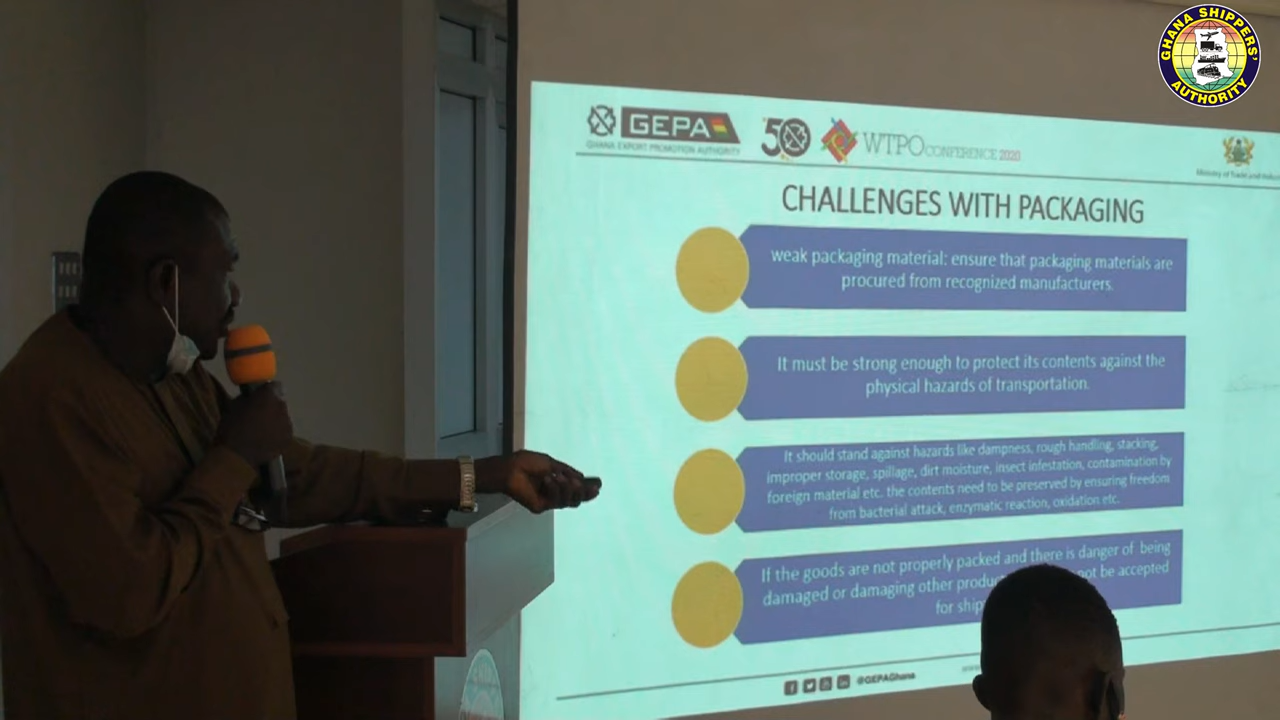 GHANA SHIPPERS'
AUTHORITY
GEPA
GHANA EXPORT PROMOTION AUTHORITY
50
WTPO CONFERENCE 2020
Ministry of Trade and
CHALLENGES WITH PACKAGING
weak packaging material: ensure that packaging materials are
procured from recognized manufacturers.
It must be strong enough to protect its contents against the
physical hazards of transportation.
It should stand against hazards like dampness, rough handling, stacking,
improper storage, spillage, dirt moisture, insect infestation, contamination by
foreign material etc. the contents need to be preserved by ensuring freedom
from bacterial attack, enzymatic reaction, oxidation etc.
If the goods are not properly packed and there is danger of being
damaged or damaging other not be accepted
for
@GEPAGhana